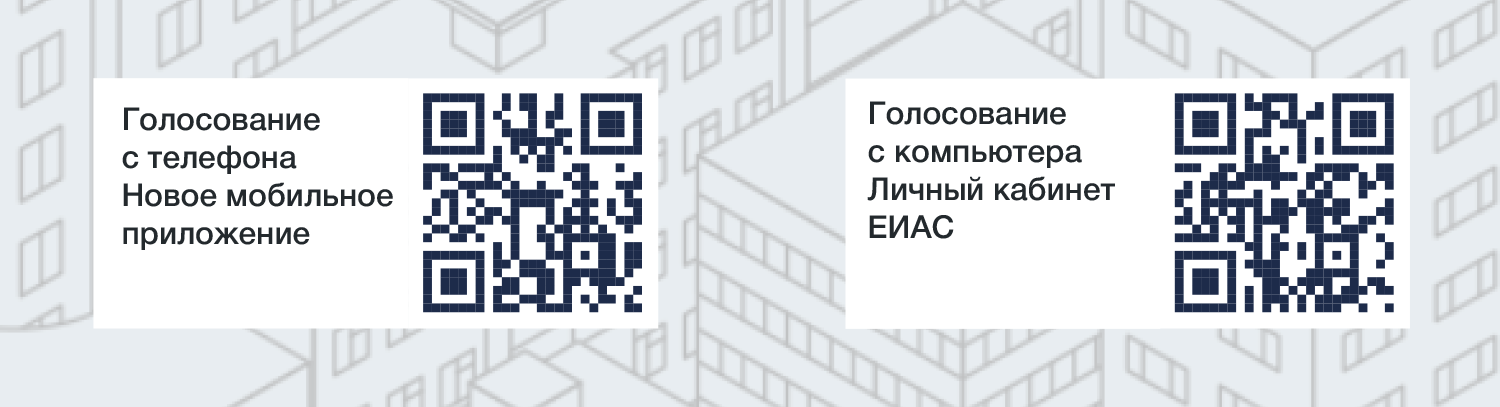 Голосование
с телефона
Новое мобильное
приложение
Голосование
с компьютера
Личный кабинет
ЕИАС